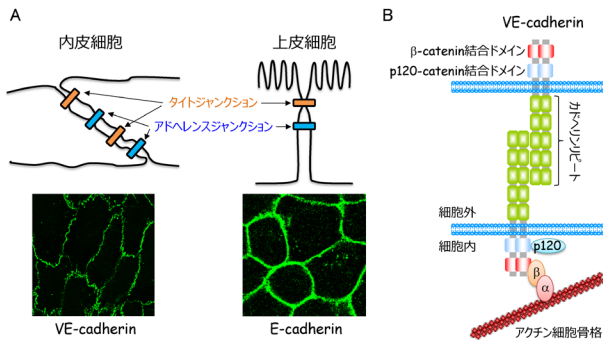 A
内皮細胞
上皮細胞
タイトジャンクション
アドヘレンスジャンクション
VE-cadherin
E-cadherin
B
VE-cadherin
β-catenin結合ドメイン
p120-catenin結合ドメイン
カドヘリンリピート
細胞外
細胞内
p120
β
α
アクチン細胞骨格